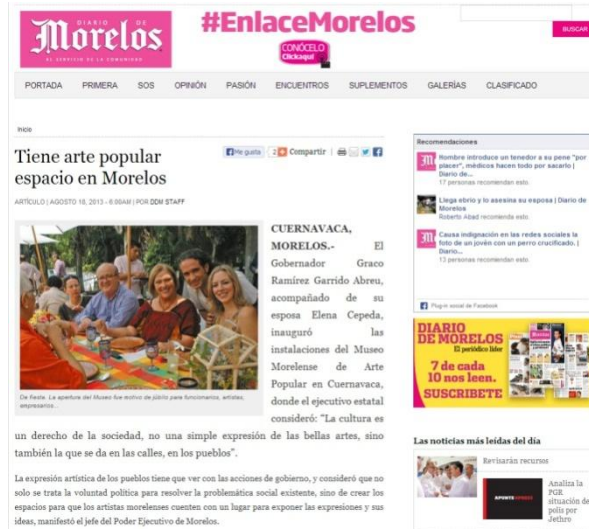 DIARIO DE
Morelos
AL SERVICIO DE LA COMUNIDAD
#EnlaceMorelos
CONÓCELO
Clickaquí
BUSCAR
PORTADA PRIMERA SOS OPINIÓN PASIÓN ENCUENTROS SUPLEMENTOS GALERÍAS CLASIFICADO
Inicio
Tiene arte popular
espacio en Morelos
Me gusta 2 Compartir
ARTÍCULO | AGOSTO 18, 2013 - 6:00AM | POR DDM STAFF
CUERNAVACA,
MORELOS.- El
Gobernador Graco
Ramírez Garrido Abreu,
acompañado de su
esposa Elena Cepeda,
inauguró las
instalaciones del Museo
Morelense de Arte
Popular en Cuernavaca,
donde el ejecutivo estatal
consideró: "La cultura es
De fiesta. La apertura del Museo fue motivo de júbilo para funcionarios, artistas,
empresarios...
un derecho de la sociedad, no una simple expresión de las bellas artes, sino
también la que se da en las calles, en los pueblos".
La expresión artística de los pueblos tiene que ver con las acciones de gobierno, y consideró que no
solo se trata la voluntad política para resolver la problemática social existente, sino de crear los
espacios para que los artistas morelenses cuenten con un lugar para exponer las expresiones y sus
ideas, manifestó el jefe del Poder Ejecutivo de Morelos.
Recomendaciones
Hombre introduce un tenedor a su pene "por
placer", médicos hacen todo por sacarlo |
Diario de...
17 personas recomiendan esto.
Llega ebrio y lo asesina su esposa | Diario de
Morelos
Roberto Abad recomienda esto.
Causa indignación en las redes sociales la
foto de un jovén con un perro crucificado. |
Diario...
13 personas recomiendan esto.
Plug-in social de Facebook
DIARIO
DE MORELOS
El periódico líder
7 de cada
10 nos leen.
SUSCRIBETE
Las noticias más leídas del día
Revisarán recursos
Analiza la
PGR
situación de
polis por
Jethro